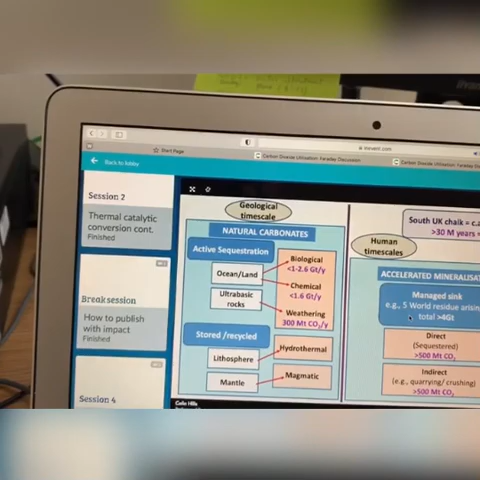 Start Page
Carbon Dioxide Utilisation: Faraday Discussion
Back to lobby
Session 2
Thermal catalytic
conversion cont.
Finished
Break session
How to publish
with impact
Finished
Session 4
Geological
timescale
NATURAL CARBONATES
Active Sequestration
Ocean/Land
Ultrabasic
rocks
Biological
<1-2.6 Gt/y
Chemical
<1.6 Gt/y
Weathering
300 Mt CO₂/y
Stored /recycled
Lithosphere
Mantle
Hydrothermal
Magmatic
Colin Hills
South UK chalk = c.
>30 M years
Human
timescales
ACCELERATED MINERALISAT
Managed sink
e.g., 5 World residue arisin
total >4Gt
Direct
(Sequestered)
>500 Mt CO₂
Indirect
(e.g., quarrying/ crushing)
>500 Mt CO₂